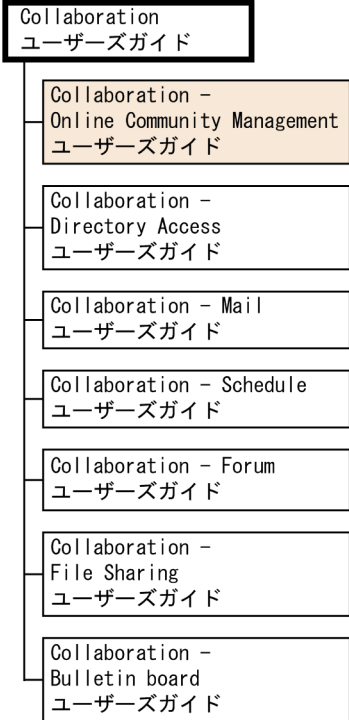 Collaboration
ユーザーズガイド
Collaboration －
Online Community Management
ユーザーズガイド
Collaboration －
Directory Access
ユーザーズガイド
Collaboration － Mail
ユーザーズガイド
Collaboration － Schedule
ユーザーズガイド
Collaboration － Forum
ユーザーズガイド
Collaboration －
File Sharing
ユーザーズガイド
Collaboration －
Bulletin board
ユーザーズガイド